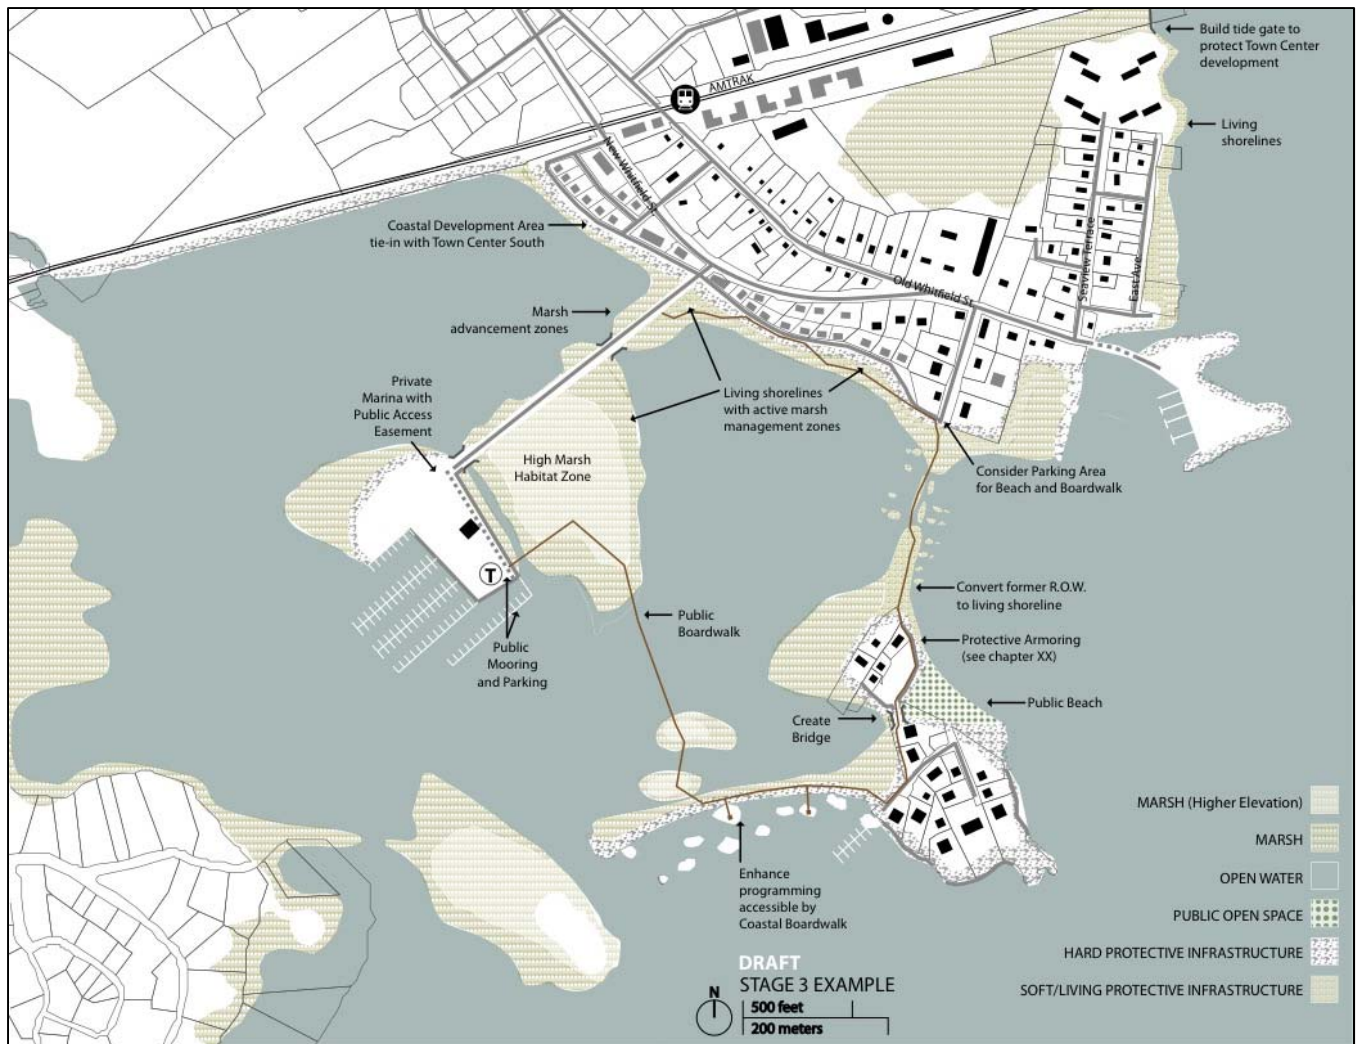 Build tide gate to
protect Town Center
development
AMTRAK
Living
shorelines
New Whitfield St.
Coastal Development Area
tie-in with Town Center South
Old Whitfield St.
Seaview Terrace
East Ave.
Marsh
advancement zones
Private
Marina with
Public Access
Easement
Living shorelines
with active marsh
management zones
High Marsh
Habitat Zone
Consider Parking Area
for Beach and Boardwalk
T
Convert former R.O.W.
to living shoreline
Public
Boardwalk
Protective Armoring
(see chapter XX)
Public
Mooring
and Parking
Public Beach
Create
Bridge
MARSH (Higher Elevation)
MARSH
OPEN WATER
PUBLIC OPEN SPACE
HARD PROTECTIVE INFRASTRUCTURE
SOFT/LIVING PROTECTIVE INFRASTRUCTURE
Enhance
programming
accessible by
Coastal Boardwalk
DRAFT
STAGE 3 EXAMPLE
N
500 feet
200 meters